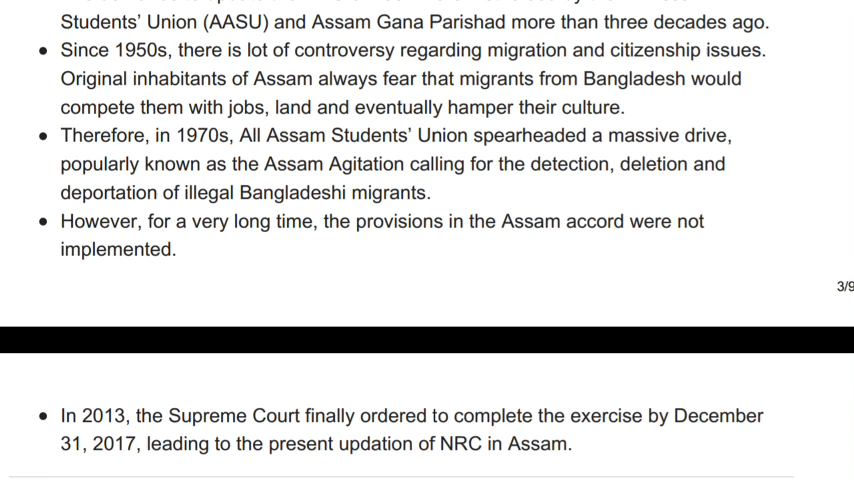 Students’ Union (AASU) and Assam Gana Parishad more than three decades ago.
● Since 1950s, there is lot of controversy regarding migration and citizenship issues.
Original inhabitants of Assam always fear that migrants from Bangladesh would
compete them with jobs, land and eventually hamper their culture.
● Therefore, in 1970s, All Assam Students’ Union spearheaded a massive drive,
popularly known as the Assam Agitation calling for the detection, deletion and
deportation of illegal Bangladeshi migrants.
● However, for a very long time, the provisions in the Assam accord were not
implemented.
3/9
● In 2013, the Supreme Court finally ordered to complete the exercise by December
31, 2017, leading to the present updation of NRC in Assam.